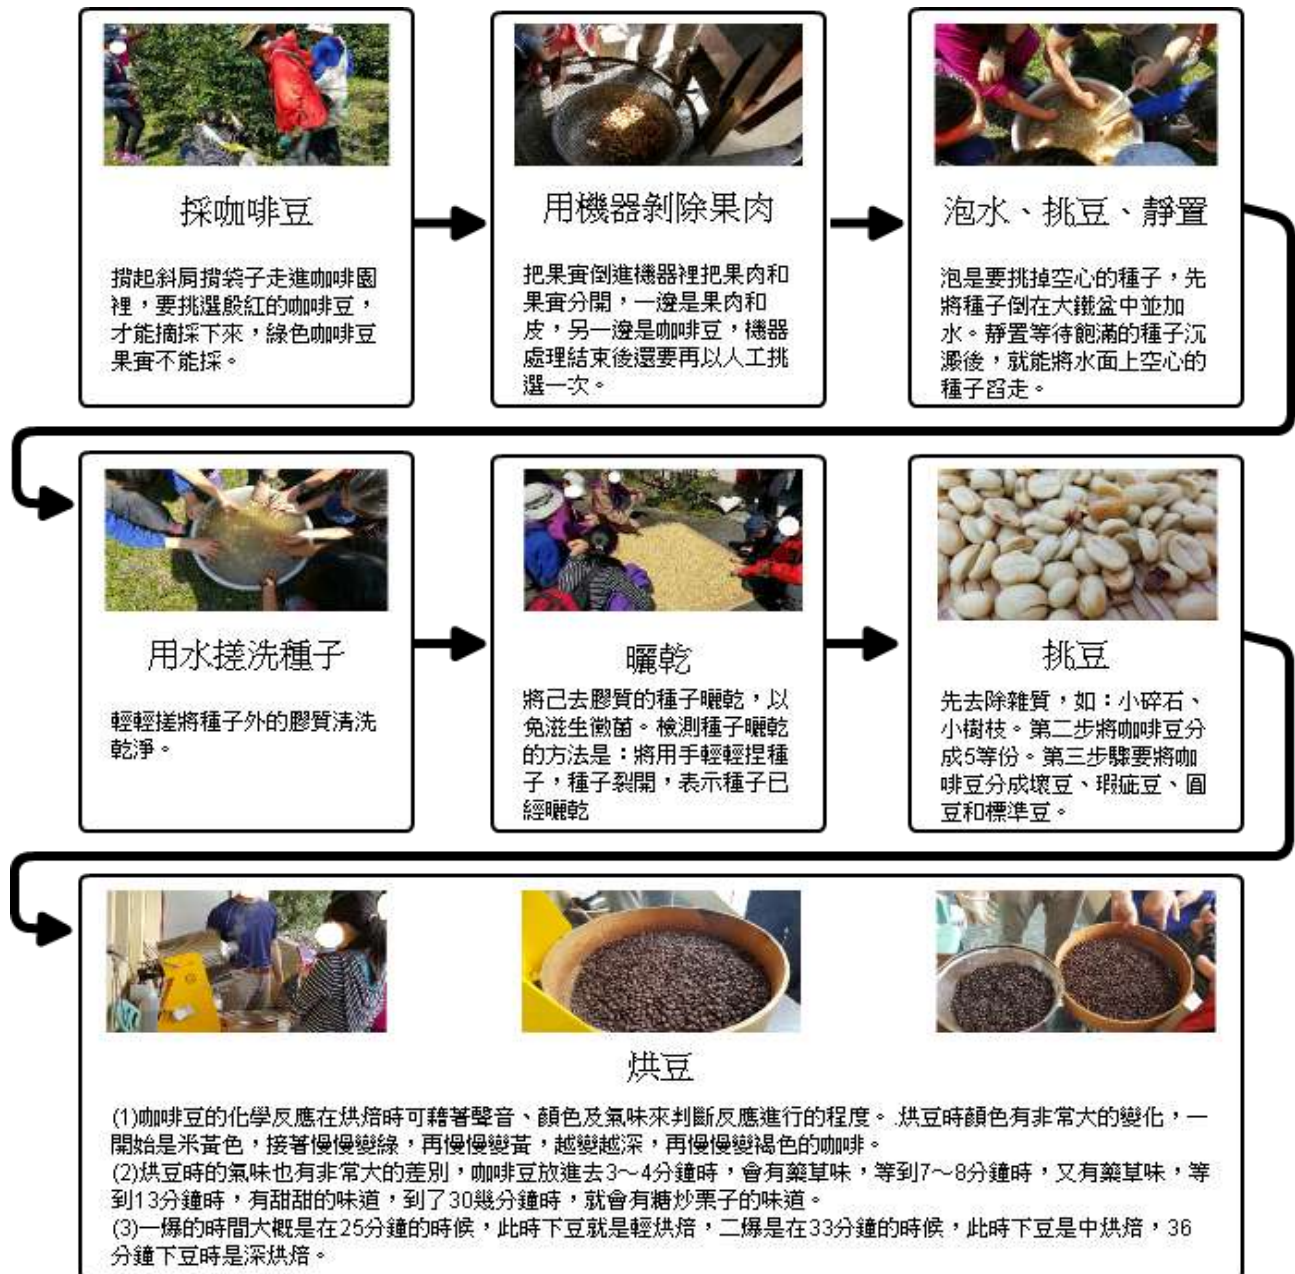 採咖啡豆
揹起斜肩揹袋子走進咖啡園
裡，要挑選殷紅的咖啡豆，
才能摘採下來，綠色咖啡豆
果實不能採。
用機器剝除果肉
把果實倒進機器裡把果肉和
果實分開，一邊是果肉和
皮，另一邊是咖啡豆，機器
處理結束後還要再以人工挑
選一次。
泡水、挑豆、靜置
泡是要挑掉空心的種子，先
將種子倒在大鐵盆中並加
水。靜置等待飽滿的種子沉
澱後，就能將水面上空心的
種子舀走。
用水搓洗種子
輕輕搓將種子外的膠質清洗
乾淨。
曬乾
將己去膠質的種子曬乾，以
免滋生黴菌。檢測種子曬乾
的方法是：將用手輕輕捏種
子，種子裂開，表示種子已
經曬乾
挑豆
先去除雜質，如：小碎石、
小樹枝。第二步將咖啡豆分
成5等份。第三步驟要將咖
啡豆分成壞豆、瑕疵豆、圓
豆和標準豆。
烘豆
(1)咖啡豆的化學反應在烘焙時可藉著聲音、顏色及氣味來判斷反應進行的程度。.烘豆時顏色有非常大的變化，一
開始是米黃色，接著慢慢變綠，再慢慢變黃，越變越深，再慢慢變褐色的咖啡。
(2)烘豆時的氣味也有非常大的差別，咖啡豆放進去3～4分鐘時，會有藥草味，等到7～8分鐘時，又有藥草味，等
到13分鐘時，有甜甜的味道，到了30幾分鐘時，就會有糖炒栗子的味道。
(3)一爆的時間大概是在25分鐘的時候，此時下豆就是輕烘焙，二爆是在33分鐘的時候，此時下豆是中烘焙，36
分鐘下豆時是深烘焙。